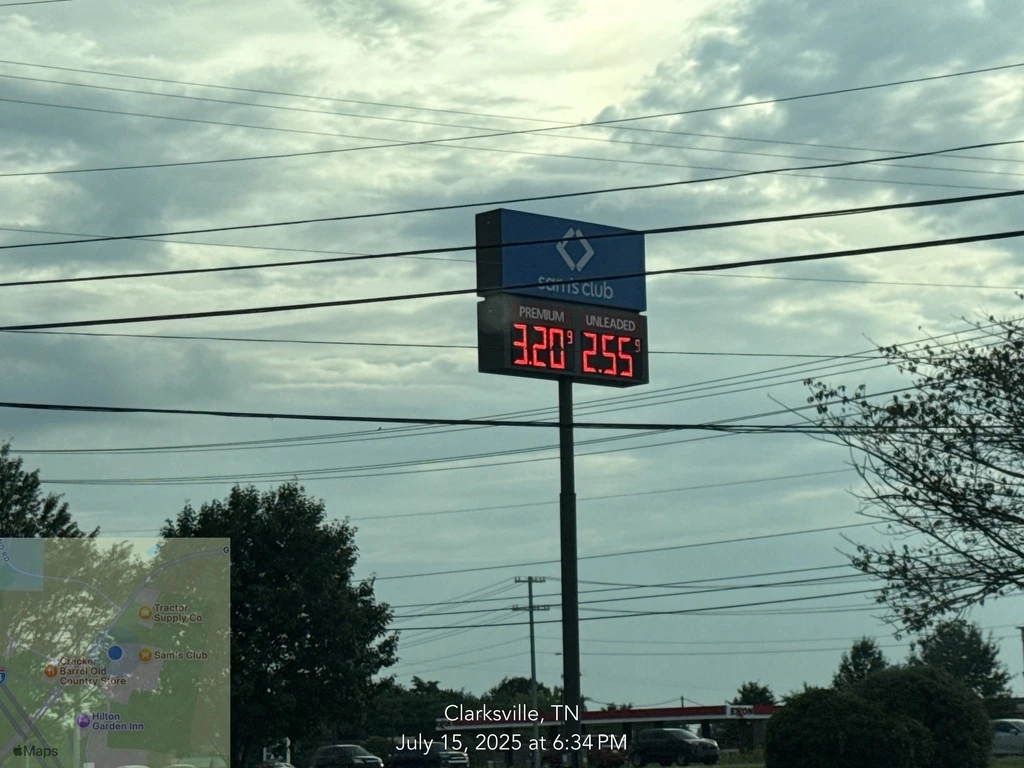 sam's club
PREMIUM UNLEADED
3.20 9 2.55 9
Tractor
Supply Co.
Sam's Club
Cracker
Barrel Old
Country Store
Hilton
Garden Inn
Maps
Clarksville, TN
July 15, 2025 at 6:34 PM